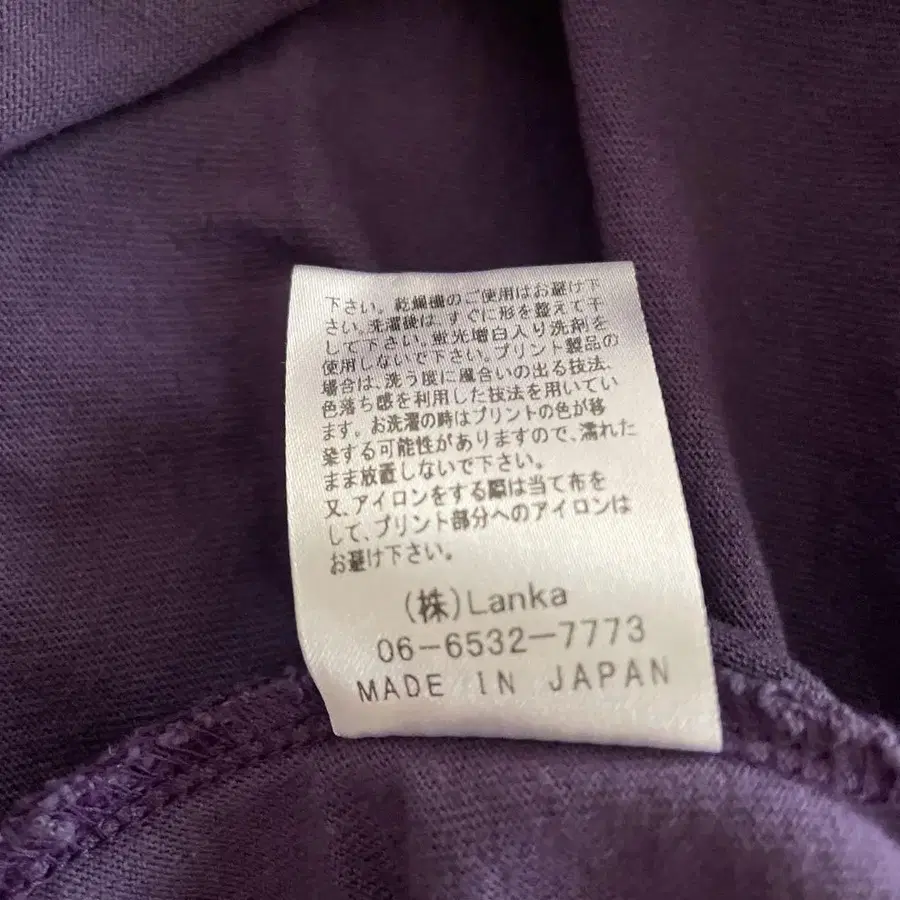 下さい。乾燥機のご使用はお避け下
さい。洗濯後は、すぐに形を整えて干
して下さい。蛍光増白入り洗剤を
使用しないで下さい。プリント製品の
場合は、洗う度に風合いの出る技法、
色落ち感を利用した技法を用いてい
ます。お洗濯の時はプリントの色が移
染する可能性がありますので、濡れた
まま放置しないで下さい。
又、アイロンをする際は当て布を
して、プリント部分へのアイロンは
お避け下さい。
(株)Lanka
06-6532-7773
MADE IN JAPAN